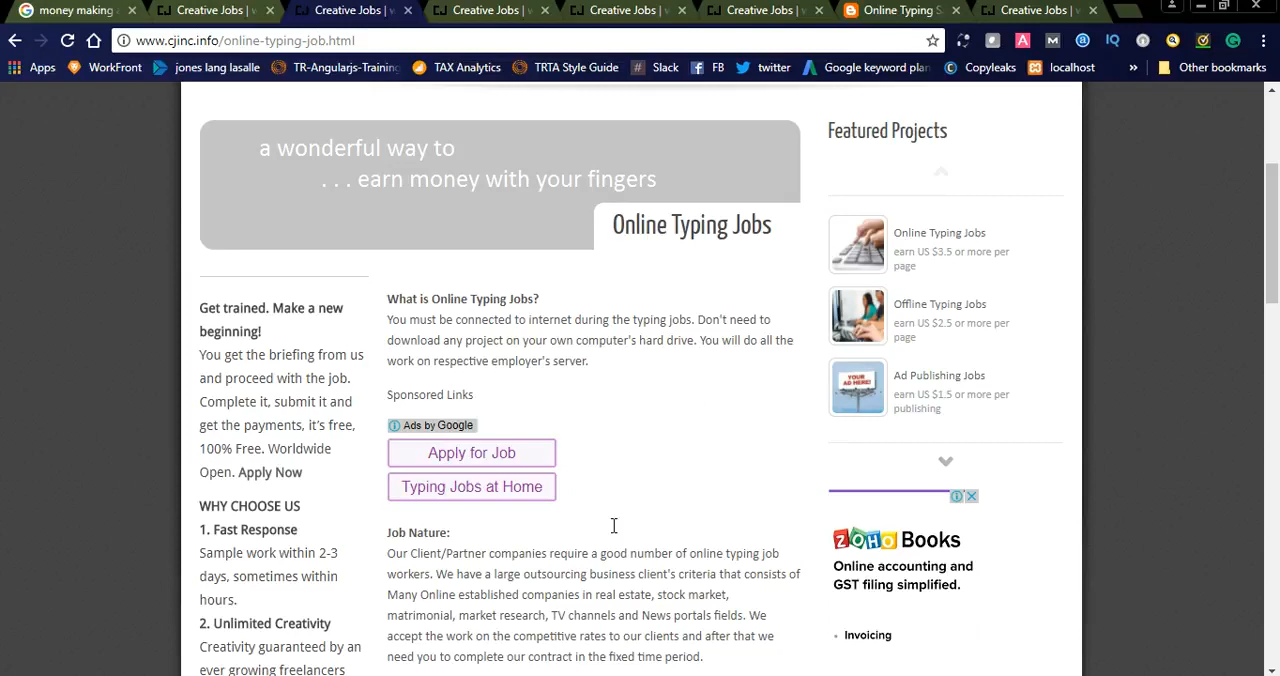 money making
Creative Jobs | v
Creative Jobs | v
Creative Jobs | v
Creative Jobs | v
Creative Jobs | v
Online Typing S
Creative Jobs | v
www.cjinc.info/online-typing-job.html
Apps
WorkFront
jones lang lasalle
TR-Angularjs-Training
TAX Analytics
TRTA Style Guide
Slack
FB
twitter
Google keyword plan
Copyleaks
localhost
»
Other bookmarks
a wonderful way to
. . . earn money with your fingers
Online Typing Jobs
Get trained. Make a new
beginning!
You get the briefing from us
and proceed with the job.
Complete it, submit it and
get the payments, it's free,
100% Free. Worldwide
Open. Apply Now
WHY CHOOSE US
1. Fast Response
Sample work within 2-3
days, sometimes within
hours.
2. Unlimited Creativity
Creativity guaranteed by an
ever growing freelancers
What is Online Typing Jobs?
You must be connected to internet during the typing jobs. Don't need to
download any project on your own computer's hard drive. You will do all the
work on respective employer's server.
Sponsored Links
Ads by Google
Apply for Job
Typing Jobs at Home
Job Nature:
Our Client/Partner companies require a good number of online typing job
workers. We have a large outsourcing business client's criteria that consists of
Many Online established companies in real estate, stock market,
matrimonial, market research, TV channels and News portals fields. We
accept the work on the competitive rates to our clients and after that we
need you to complete our contract in the fixed time period.
Featured Projects
Online Typing Jobs
earn US $3.5 or more per
page
Offline Typing Jobs
earn US $2.5 or more per
page
YOUR
AD HERE!
Ad Publishing Jobs
earn US $1.5 or more per
publishing
ZOHO Books
Online accounting and
GST filing simplified.
Invoicing